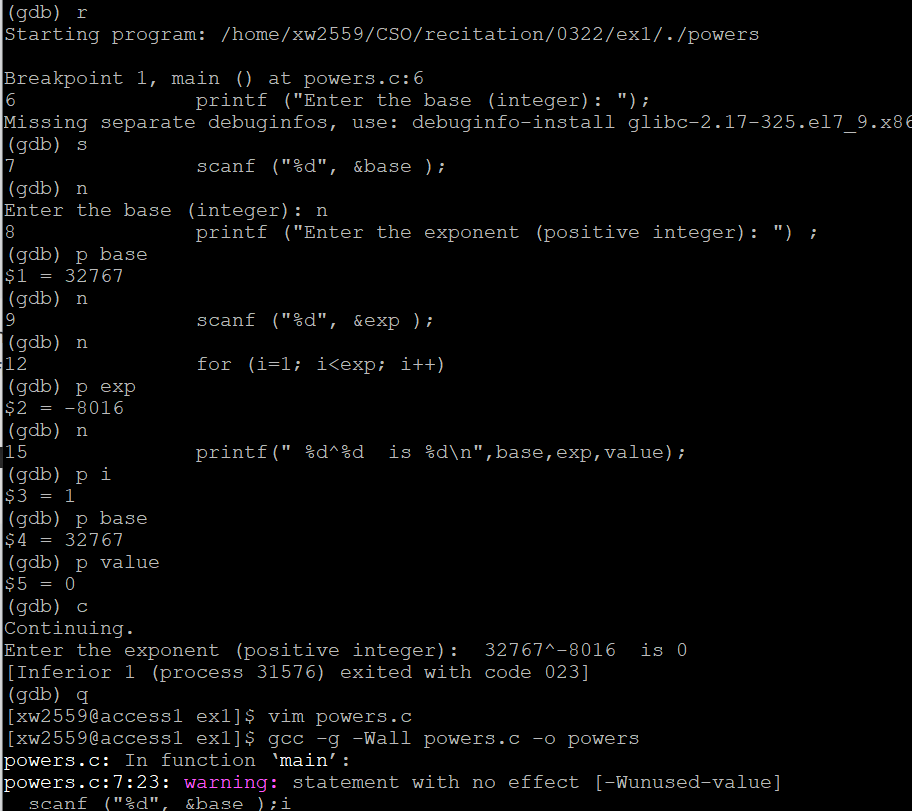 (gdb) r
Starting program: /home/xw2559/CSO/recitation/0322/ex1/./powers
Breakpoint 1, main () at powers.c:6
6               printf ("Enter the base (integer): ");
Missing separate debuginfos, use: debuginfo-install glibc-2.17-325.el7_9.x86
(gdb) s
7               scanf ("%d", &base );
(gdb) n
Enter the base (integer): n
8               printf ("Enter the exponent (positive integer): ") ;
(gdb) p base
$1 = 32767
(gdb) n
9               scanf ("%d", &exp );
(gdb) n
12              for (i=1; i<exp; i++)
(gdb) p exp
$2 = -8016
(gdb) n
15              printf(" %d^%d  is %d\n",base,exp,value);
(gdb) p i
$3 = 1
(gdb) p base
$4 = 32767
(gdb) p value
$5 = 0
(gdb) c
Continuing.
Enter the exponent (positive integer):  32767^-8016  is 0
[Inferior 1 (process 31576) exited with code 023]
(gdb) q
[xw2559@access1 ex1]$ vim powers.c
[xw2559@access1 ex1]$ gcc -g -Wall powers.c -o powers
powers.c: In function ‘main’:
powers.c:7:23: warning: statement with no effect [-Wunused-value]
  scanf ("%d", &base );i